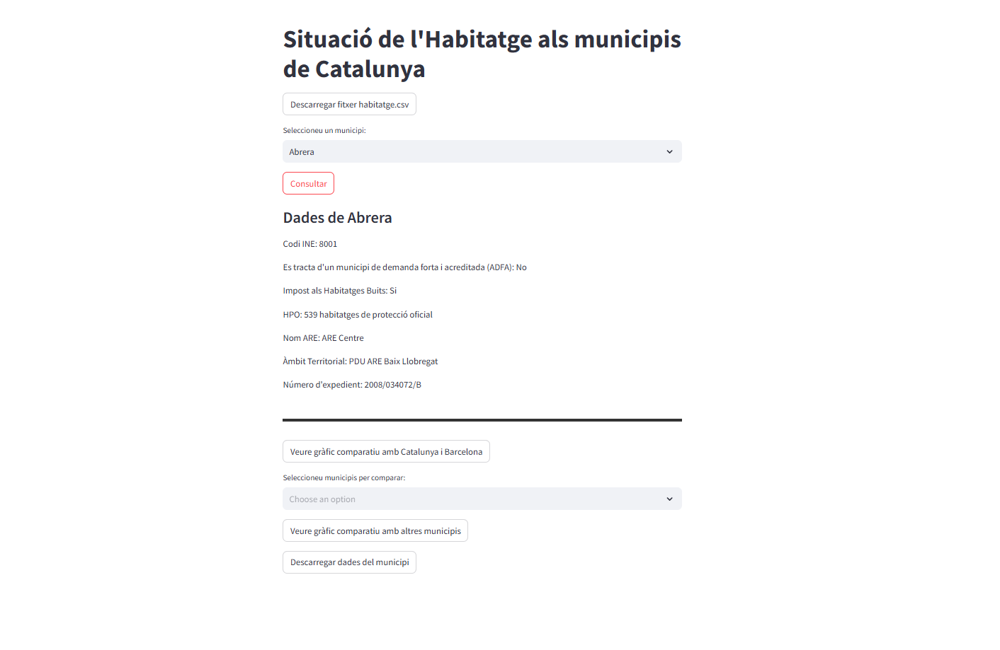 Situació de l'Habitatge als municipis
de Catalunya
Descarregar fitxer habitatge.csv
Seleccioneu un municipi:
Abrera
Consultar
Dades de Abrera
Codi INE: 8001
Es tracta d'un municipi de demanda forta i acreditada (ADFA): No
Impost als Habitatges Buits: Si
HPO: 539 habitatges de protecció oficial
Nom ARE: ARE Centre
Àmbit Territorial: PDU ARE Baix Llobregat
Número d'expedient: 2008/034072/B
Veure gràfic comparatiu amb Catalunya i Barcelona
Seleccioneu municipis per comparar:
Choose an option
Veure gràfic comparatiu amb altres municipis
Descarregar dades del municipi